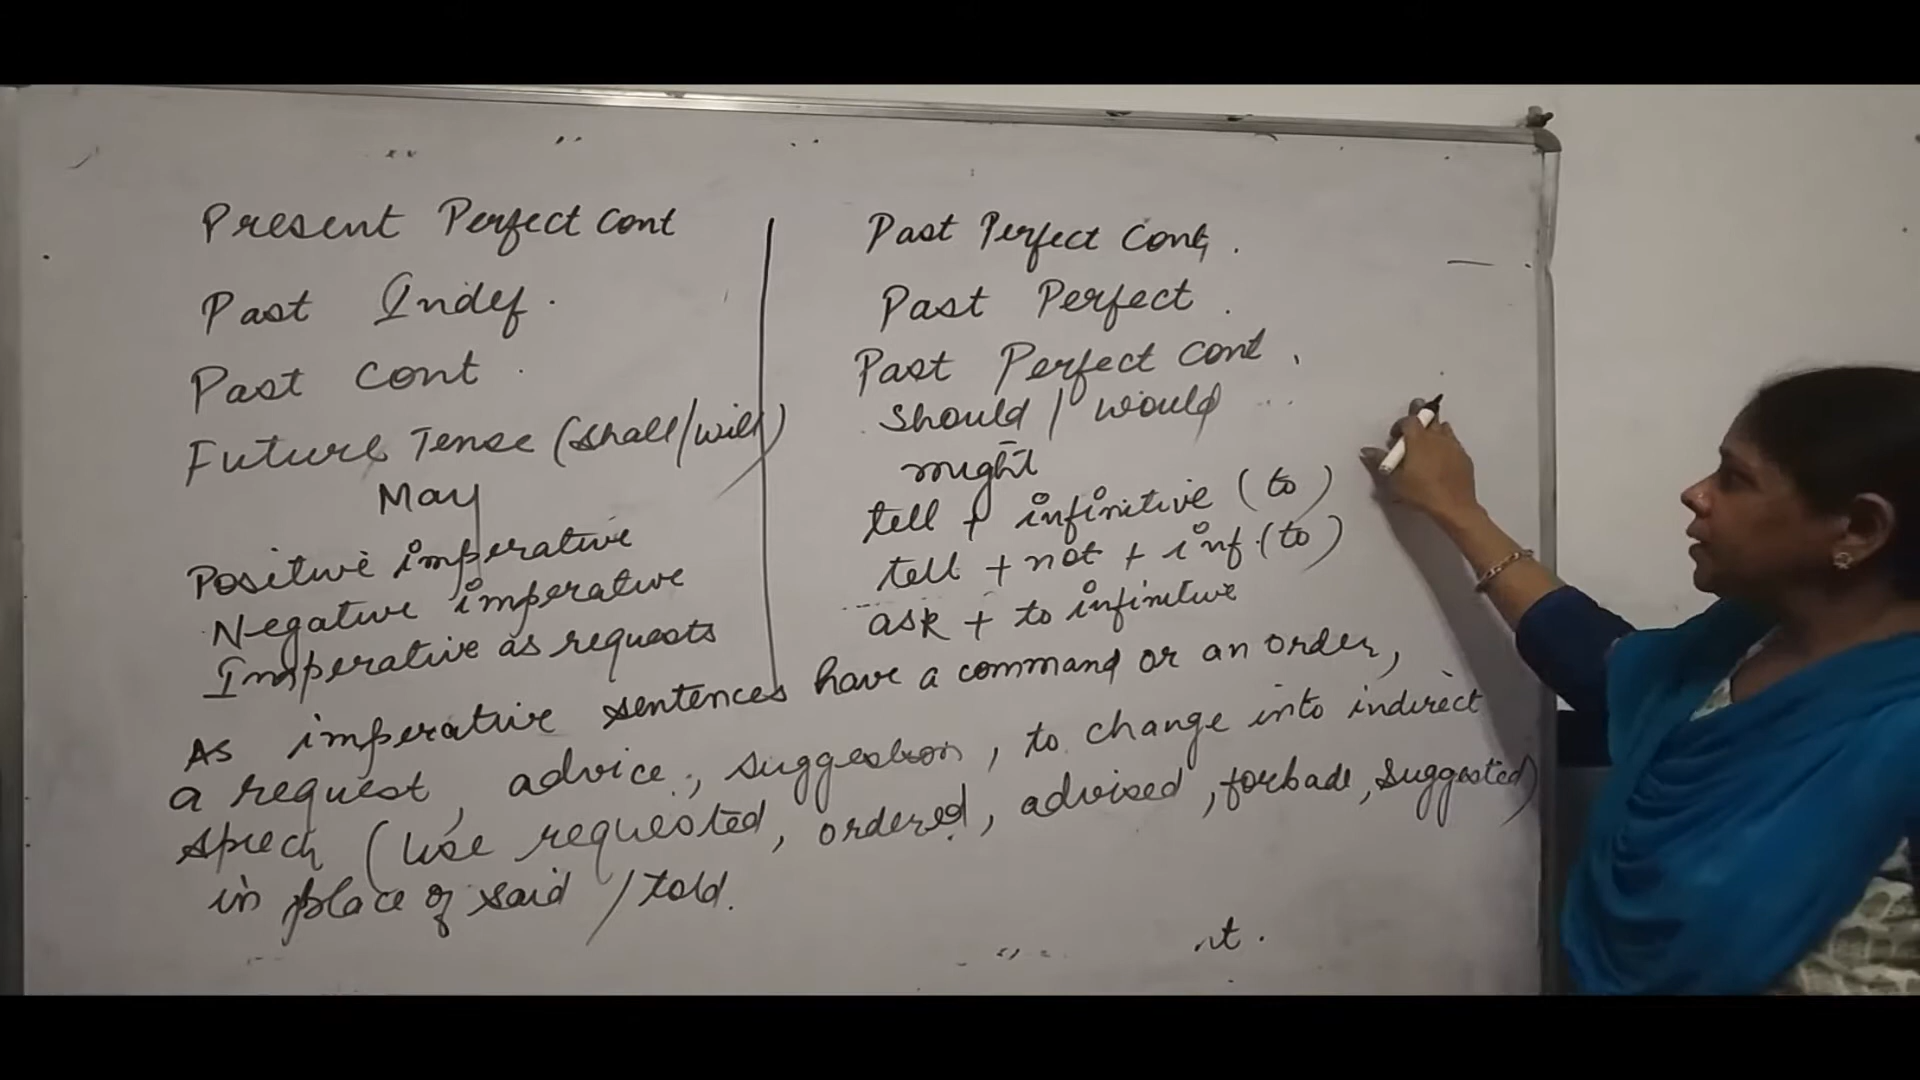 Present Perfect cont
Past Perfect Cont.
Past Indef.
Past Perfect.
Past cont.
Past Perfect cont.
Future Tense (shall/will)
should / would
May
might
Positive imperative
tell + infinitive (to)
Negative imperative
tell + not + inf. (to)
Imperative as requests
ask + to infinitive
As imperative sentences have a command or an order,
a request, advice, suggestion, to change into indirect
speech (use requested, ordered, advised, forbade, suggested)
in place of said / told.